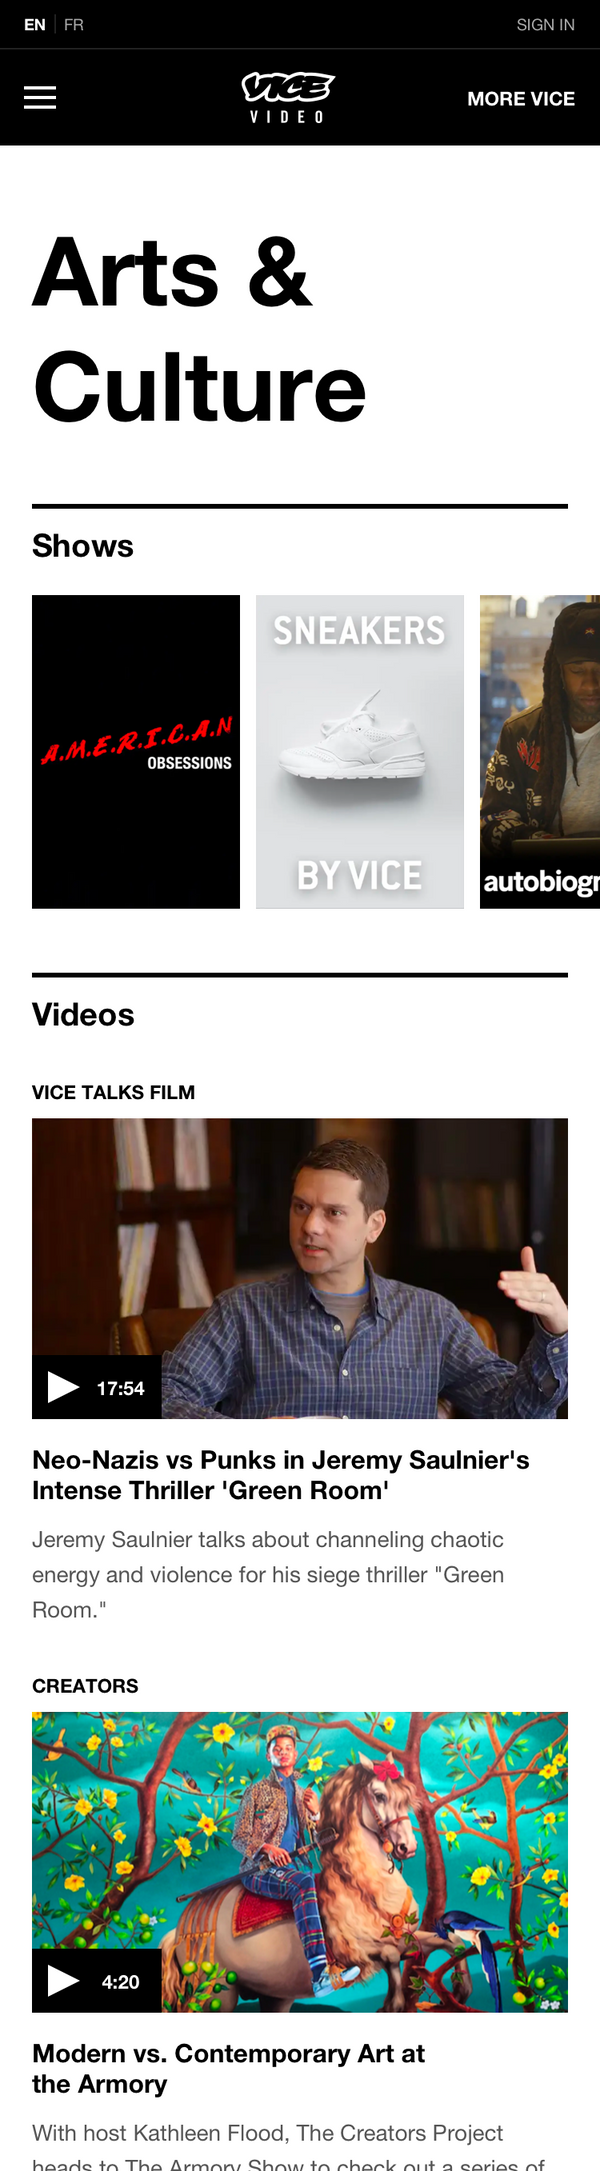 EN FR SIGN IN
VICE
VIDEO
MORE VICE
Arts &
Culture
Shows
A.M.E.R.I.C.A.N
OBSESSIONS
SNEAKERS
BY VICE
autobiogr
Videos
VICE TALKS FILM
17:54
Neo-Nazis vs Punks in Jeremy Saulnier's
Intense Thriller 'Green Room'
Jeremy Saulnier talks about channeling chaotic
energy and violence for his siege thriller "Green
Room."
CREATORS
4:20
Modern vs. Contemporary Art at
the Armory
With host Kathleen Flood, The Creators Project
heads to The Armory Show to check out a series of